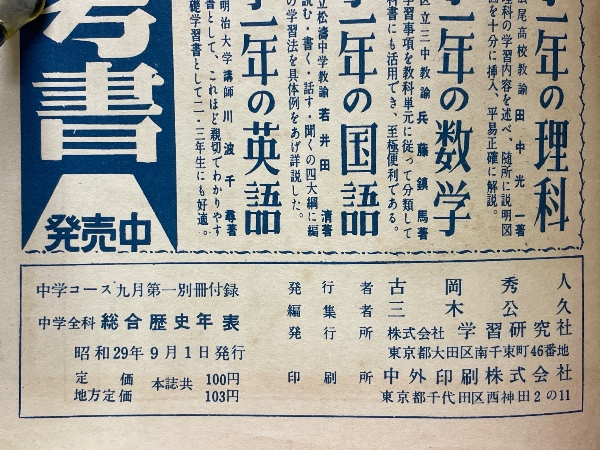 一年の理科
松尾高校教諭 田中光一著
理科の学習内容を述べ、随所に説明図
を十分に挿入、平易正確に解説。
一年の数学
区立三中教諭 兵藤鎮馬著
学習事項を教科単元に従って分類して
科書にも活用でき、至極便利である。
一年の国語
立松濤中学教諭 若井田清著
読む・書く・話す・聞くの四大綱に編
の学習法を具体例をあげ詳説した。
一年の英語
明治大学講師 川波千尋著
書として、これほど親切でわかりやす
礎学習書として二・三年生にも好適。
考書
発売中
中学コース九月第一別冊付録
中学全科 総合歴史年表
昭和29年9月1日発行
定価 本誌共 100円
地方定価 103円
発行者 古岡秀人
編集者 三木公久
発行所 株式会社 学習研究社
東京都大田区南千束町46番地
印刷所 中外印刷株式会社
東京都千代田区西神田2の11